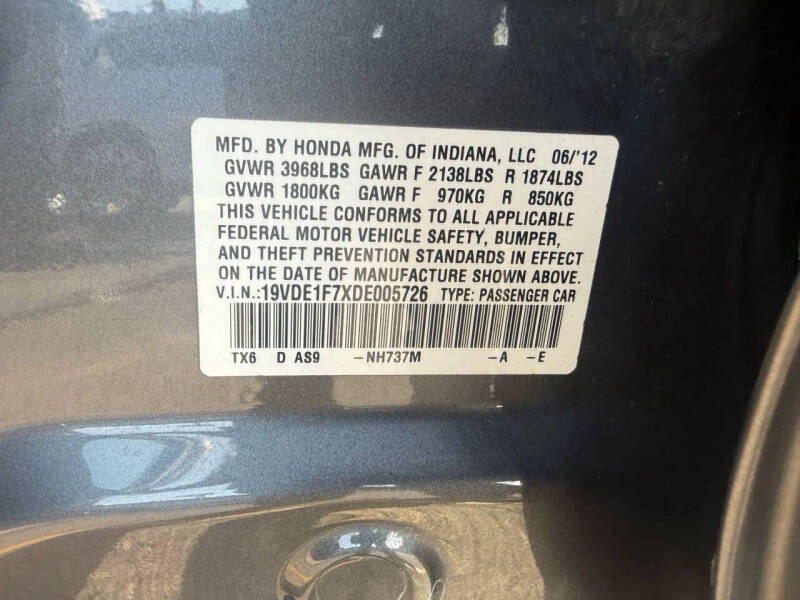 MFD. BY HONDA MFG. OF INDIANA, LLC 06/'12
GVWR 3968LBS GAWR F 2138LBS R 1874LBS
GVWR 1800KG GAWR F 970KG R 850KG
THIS VEHICLE CONFORMS TO ALL APPLICABLE
FEDERAL MOTOR VEHICLE SAFETY, BUMPER,
AND THEFT PREVENTION STANDARDS IN EFFECT
ON THE DATE OF MANUFACTURE SHOWN ABOVE.
V.I.N.:19VDE1F7XDE005726 TYPE: PASSENGER CAR
TX6 D AS9 -NH737M -A -E